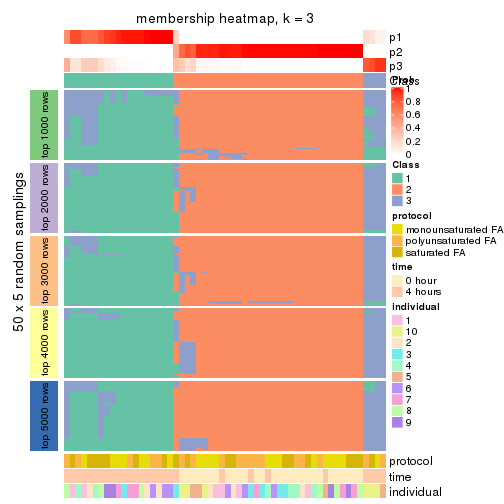 membership heatmap, k = 3
p1
p2
p3
Prob
Class
1
0.8
0.6
0.4
0.2
0
Class
1
2
3
protocol
monounsaturated FA
polyunsaturated FA
saturated FA
time
0 hour
4 hours
individual
1
10
2
3
4
5
6
7
8
9
50 x 5 random samplings
top 1000 rows
top 2000 rows
top 3000 rows
top 4000 rows
top 5000 rows
protocol
time
individual